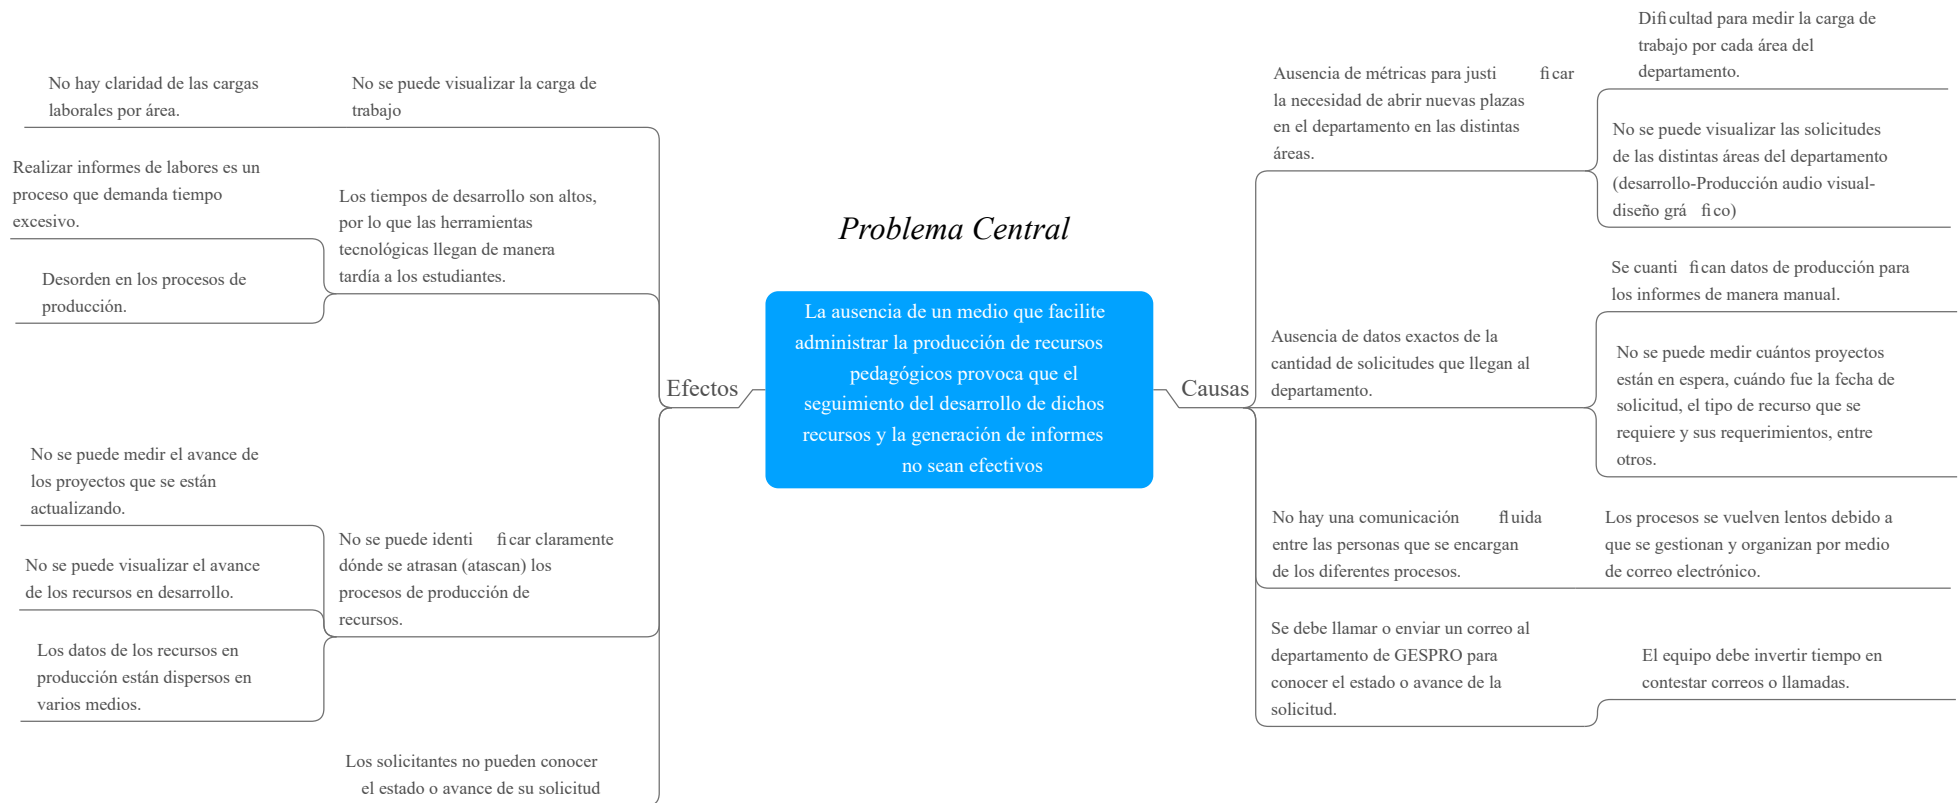 No hay claridad de las cargas
laborales por área.
No se puede visualizar la carga de
trabajo
Realizar informes de labores es un
proceso que demanda tiempo
excesivo.
Desorden en los procesos de
producción.
Los tiempos de desarrollo son altos,
por lo que las herramientas
tecnológicas llegan de manera
tardía a los estudiantes.
No se puede medir el avance de
los proyectos que se están
actualizando.
No se puede visualizar el avance
de los recursos en desarrollo.
Los datos de los recursos en
producción están dispersos en
varios medios.
No se puede identificar claramente
dónde se atrasan (atascan) los
procesos de producción de
recursos.
Los solicitantes no pueden conocer
el estado o avance de su solicitud
Efectos
Problema Central
La ausencia de un medio que facilite
administrar la producción de recursos
pedagógicos provoca que el
seguimiento del desarrollo de dichos
recursos y la generación de informes
no sean efectivos
Causas
Ausencia de métricas para justificar
la necesidad de abrir nuevas plazas
en el departamento en las distintas
áreas.
Dificultad para medir la carga de
trabajo por cada área del
departamento.
No se puede visualizar las solicitudes
de las distintas áreas del departamento
(desarrollo-Producción audio visual-
diseño gráfico)
Ausencia de datos exactos de la
cantidad de solicitudes que llegan al
departamento.
Se cuantifican datos de producción para
los informes de manera manual.
No se puede medir cuántos proyectos
están en espera, cuándo fue la fecha de
solicitud, el tipo de recurso que se
requiere y sus requerimientos, entre
otros.
No hay una comunicación fluida
entre las personas que se encargan
de los diferentes procesos.
Los procesos se vuelven lentos debido a
que se gestionan y organizan por medio
de correo electrónico.
Se debe llamar o enviar un correo al
departamento de GESPRO para
conocer el estado o avance de la
solicitud.
El equipo debe invertir tiempo en
contestar correos o llamadas.